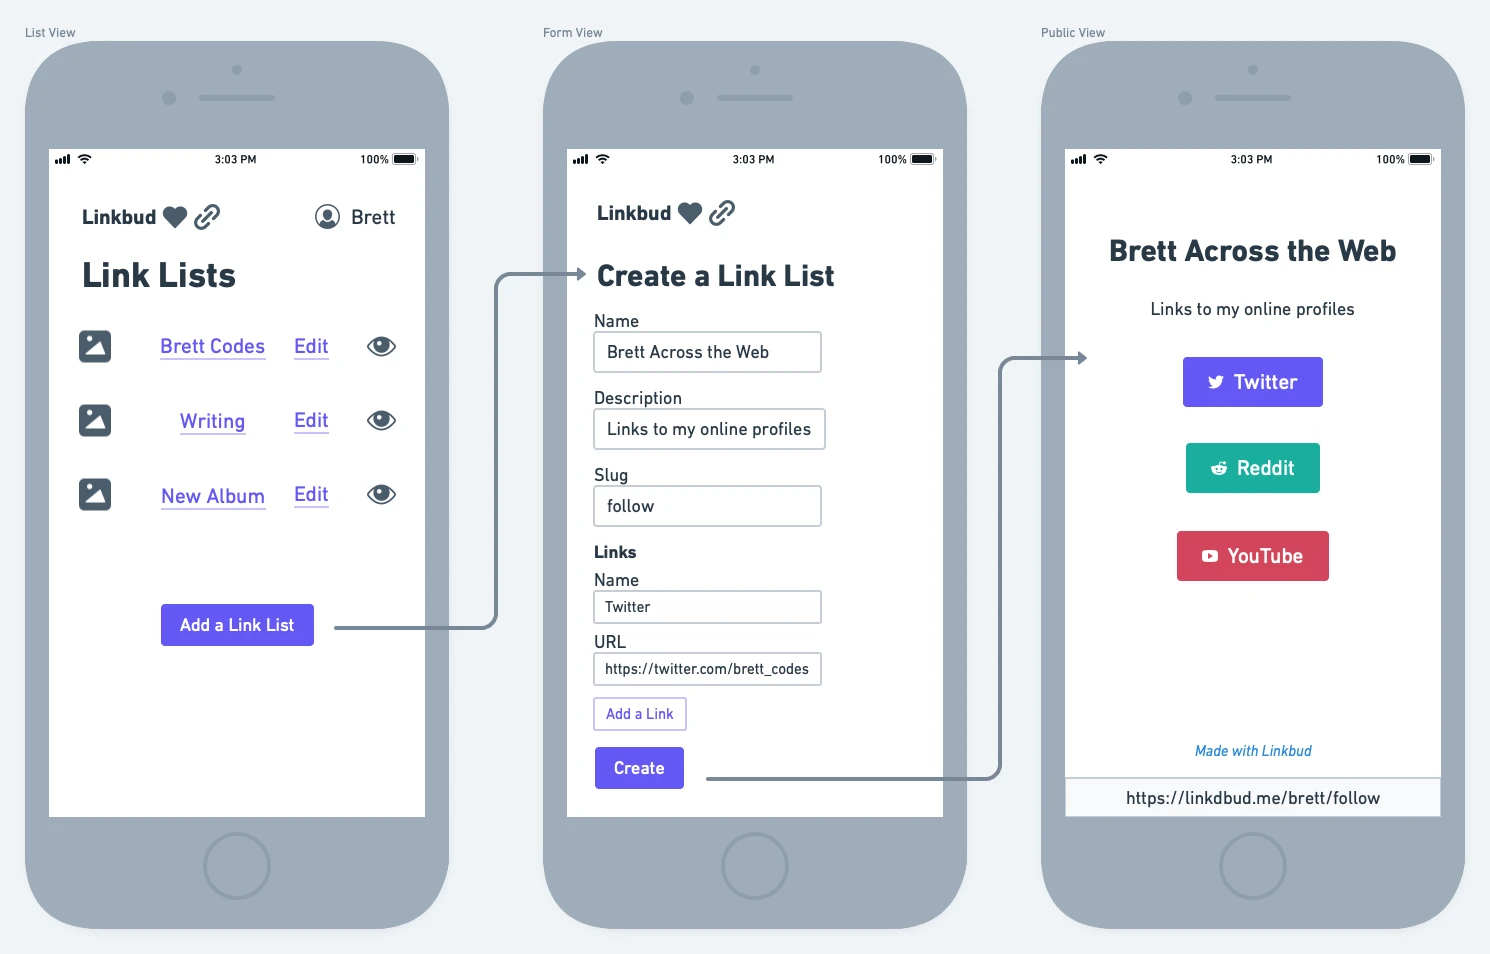 List View
3:03 PM
100%
Linkbud
Brett
Link Lists
Brett Codes Edit
Writing Edit
New Album Edit
Add a Link List
Form View
3:03 PM
100%
Linkbud
Create a Link List
Name
Brett Across the Web
Description
Links to my online profiles
Slug
follow
Links
Name
Twitter
URL
https://twitter.com/brett_codes
Add a Link
Create
Public View
3:03 PM
100%
Brett Across the Web
Links to my online profiles
Twitter
Reddit
YouTube
Made with Linkbud
https://linkdbud.me/brett/follow